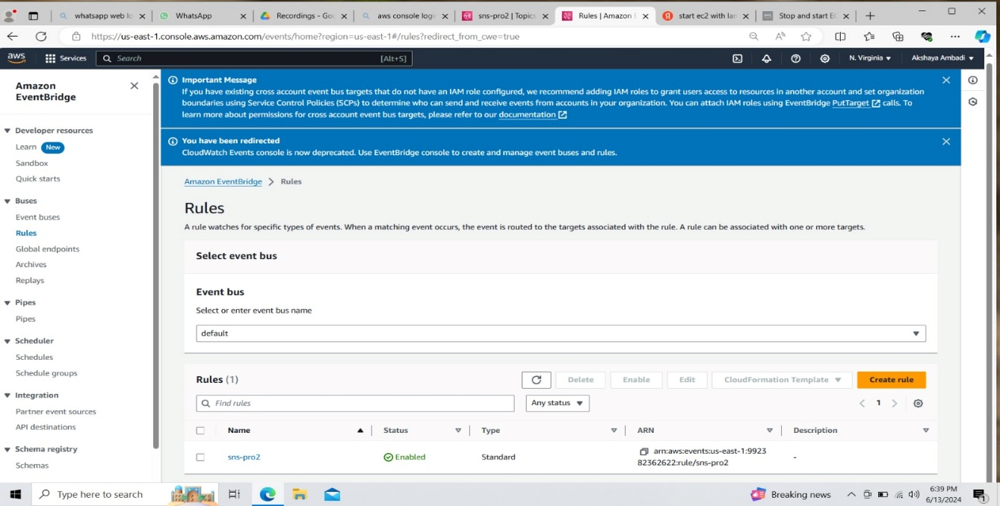 whatsapp web lo
WhatsApp
Recordings - Goo
aws console login
sns-pro2 | Topics
Rules | Amazon E
start ec2 with lam
Stop and start EC
https://us-east-1.console.aws.amazon.com/events/home?region=us-east-1#/rules?redirect_from_cwe=true
aws
Services
Search
[Alt+S]
N. Virginia
Akshaya Ambadi
Amazon
EventBridge
Developer resources
Learn New
Sandbox
Quick starts
Buses
Event buses
Rules
Global endpoints
Archives
Replays
Pipes
Pipes
Scheduler
Schedules
Schedule groups
Integration
Partner event sources
API destinations
Schema registry
Schemas
Important Message
If you have existing cross account event bus targets that do not have an IAM role configured, we recommend adding IAM roles to grant users access to resources in another account and set organization
boundaries using Service Control Policies (SCPs) to determine who can send and receive events from accounts in your organization. You can attach IAM roles using EventBridge PutTarget calls. To
learn more about permissions for cross account event bus targets, please refer to our documentation
You have been redirected
CloudWatch Events console is now deprecated. Use EventBridge console to create and manage event buses and rules.
Amazon EventBridge > Rules
Rules
A rule watches for specific types of events. When a matching event occurs, the event is routed to the targets associated with the rule. A rule can be associated with one or more targets.
Select event bus
Event bus
Select or enter event bus name
default
Rules (1)
Delete
Enable
Edit
CloudFormation Template
Create rule
Find rules
Any status
1
Name
Status
Type
ARN
Description
sns-pro2
Enabled
Standard
arn:aws:events:us-east-1:9923
82362622:rule/sns-pro2
-
Type here to search
Breaking news
6:39 PM
6/13/2024
1